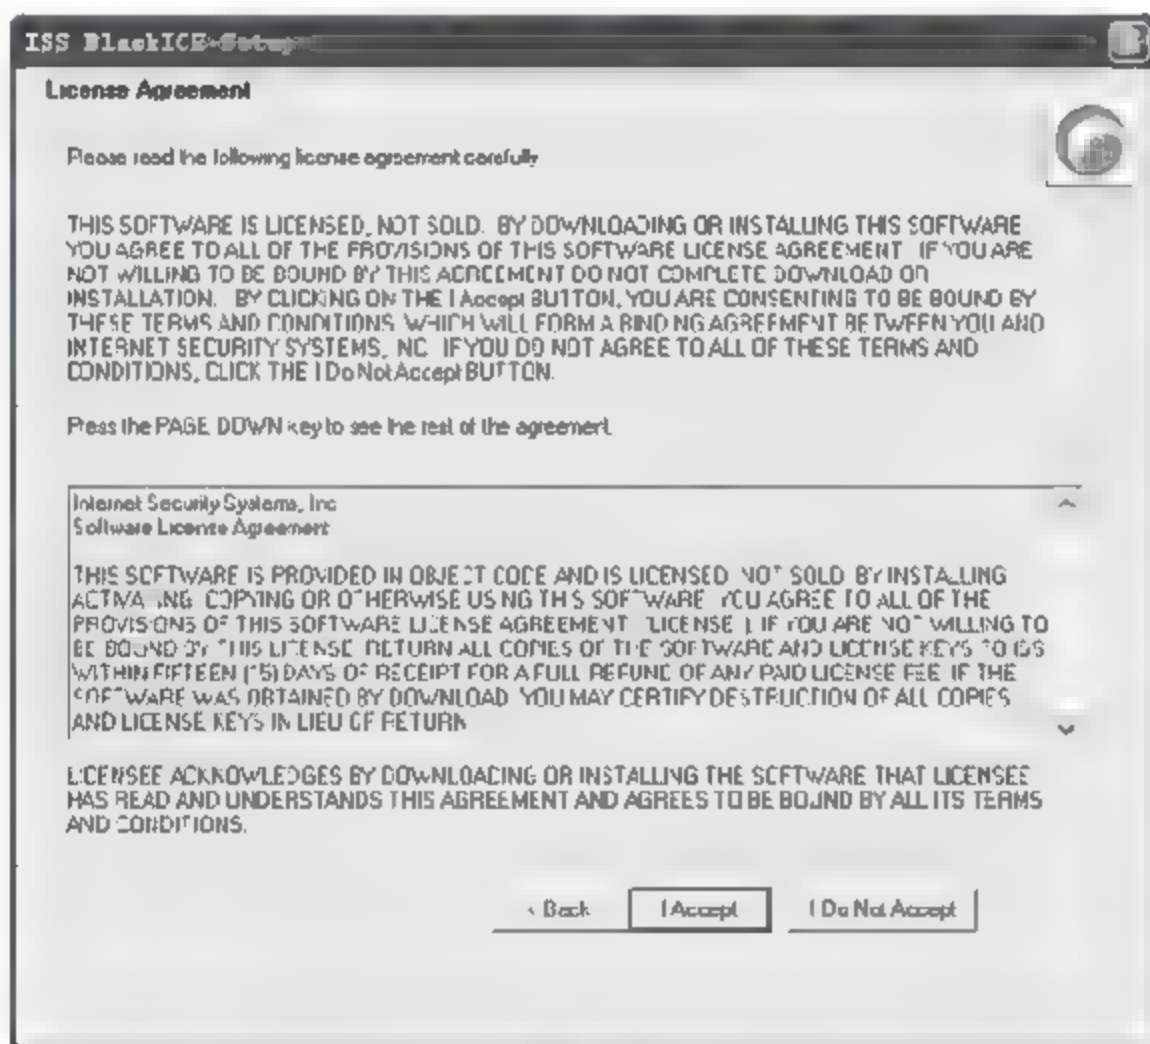 ISS BlackICE Setup
License Agreement
Please read the following license agreement carefully
THIS SOFTWARE IS LICENSED, NOT SOLD. BY DOWNLOADING OR INSTALLING THIS SOFTWARE
YOU AGREE TO ALL OF THE PROVISIONS OF THIS SOFTWARE LICENSE AGREEMENT. IF YOU ARE
NOT WILLING TO BE BOUND BY THIS AGREEMENT DO NOT COMPLETE DOWNLOAD OR
INSTALLATION. BY CLICKING ON THE I Accept BUTTON, YOU ARE CONSENTING TO BE BOUND BY
THESE TERMS AND CONDITIONS, WHICH WILL FORM A BINDING AGREEMENT BETWEEN YOU AND
INTERNET SECURITY SYSTEMS, INC. IF YOU DO NOT AGREE TO ALL OF THESE TERMS AND
CONDITIONS, CLICK THE I Do Not Accept BUTTON.
Press the PAGE DOWN key to see the rest of the agreement.
Internet Security Systems, Inc.
Software License Agreement
THIS SOFTWARE IS PROVIDED IN OBJECT CODE AND IS LICENSED, NOT SOLD. BY INSTALLING,
ACTIVATING, COPYING OR OTHERWISE USING THIS SOFTWARE, YOU AGREE TO ALL OF THE
PROVISIONS OF THIS SOFTWARE LICENSE AGREEMENT ("LICENSE"). IF YOU ARE NOT WILLING TO
BE BOUND BY THIS LICENSE, RETURN ALL COPIES OF THE SOFTWARE AND LICENSE KEYS TO ISS
WITHIN FIFTEEN (15) DAYS OF RECEIPT FOR A FULL REFUND OF ANY PAID LICENSE FEE. IF THE
SOFTWARE WAS OBTAINED BY DOWNLOAD, YOU MAY CERTIFY DESTRUCTION OF ALL COPIES
AND LICENSE KEYS IN LIEU OF RETURN.
LICENSEE ACKNOWLEDGES BY DOWNLOADING OR INSTALLING THE SOFTWARE THAT LICENSEE
HAS READ AND UNDERSTANDS THIS AGREEMENT AND AGREES TO BE BOUND BY ALL ITS TERMS
AND CONDITIONS.
< Back
I Accept
I Do Not Accept